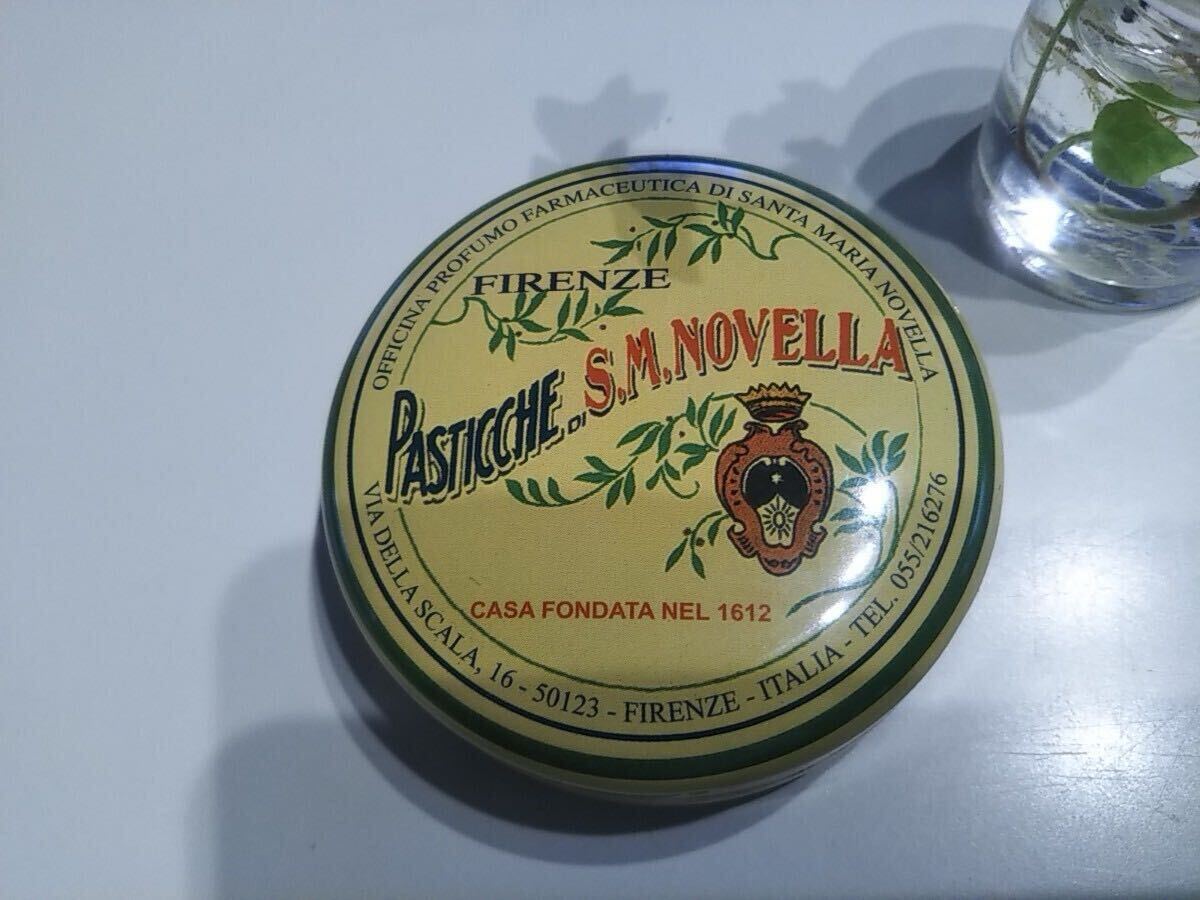 OFFICINA PROFUMO FARMACEUTICA DI SANTA MARIA NOVELLA
FIRENZE
PASTICCHE DI S.M.NOVELLA
CASA FONDATA NEL 1612
VIA DELLA SCALA, 16 - 50123 - FIRENZE - ITALIA - TEL. 055/216276